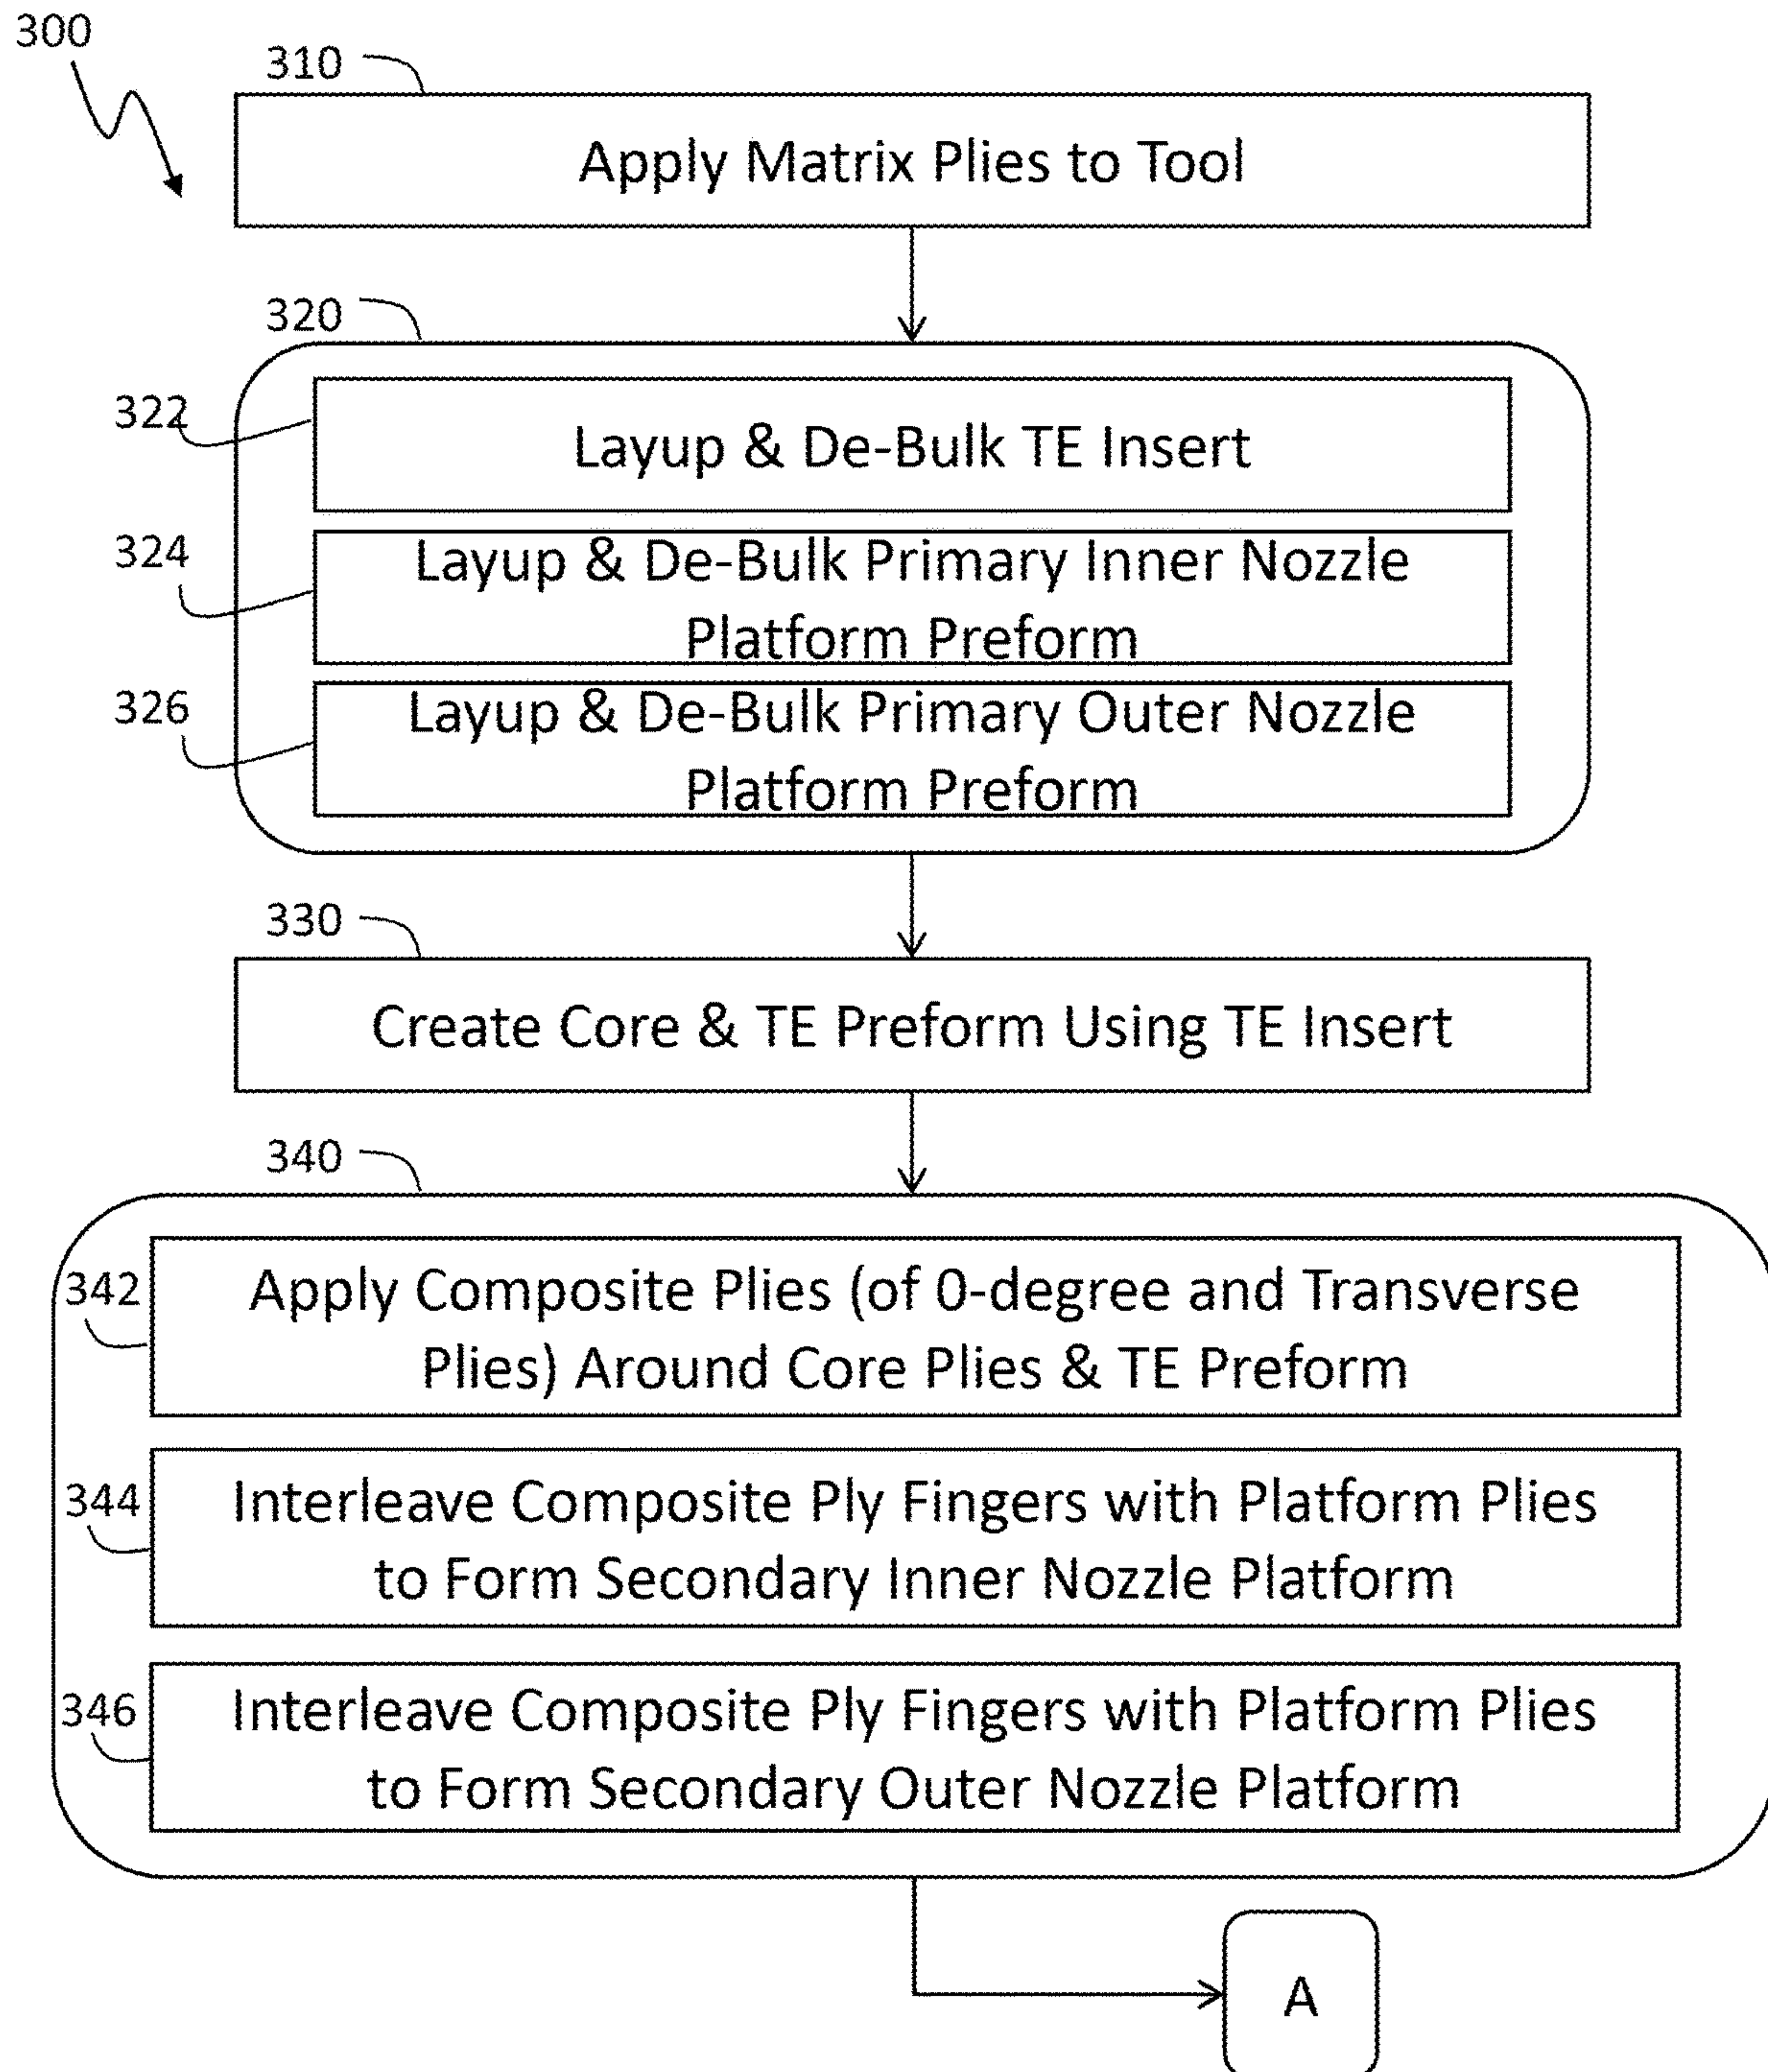 300
310
Apply Matrix Plies to Tool
320
322
Layup & De-Bulk TE Insert
324
Layup & De-Bulk Primary Inner Nozzle
Platform Preform
326
Layup & De-Bulk Primary Outer Nozzle
Platform Preform
330
Create Core & TE Preform Using TE Insert
340
342
Apply Composite Plies (of 0-degree and Transverse
Plies) Around Core Plies & TE Preform
344
Interleave Composite Ply Fingers with Platform Plies
to Form Secondary Inner Nozzle Platform
346
Interleave Composite Ply Fingers with Platform Plies
to Form Secondary Outer Nozzle Platform
A